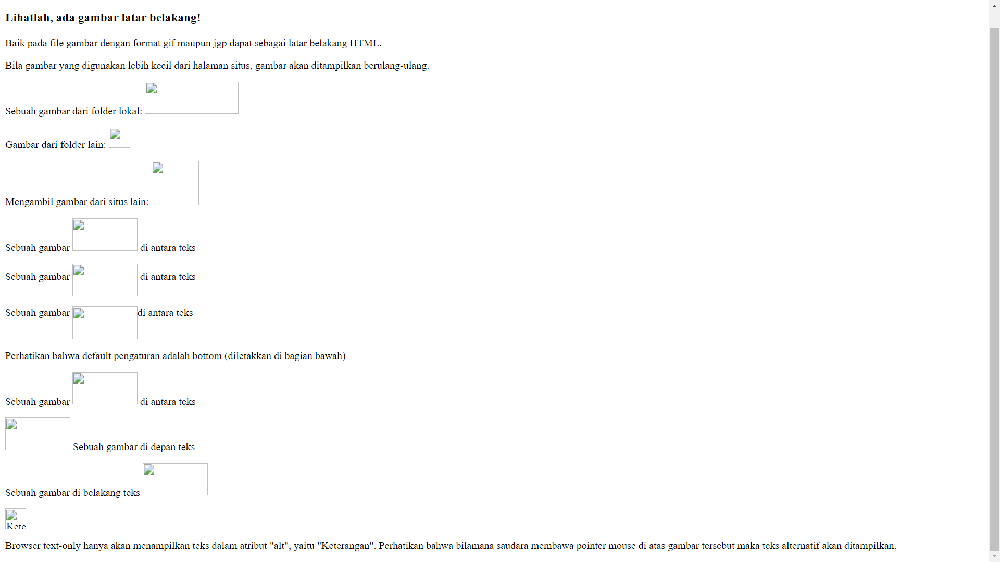 Lihatlah, ada gambar latar belakang!
Baik pada file gambar dengan format gif maupun jgp dapat sebagai latar belakang HTML.
Bila gambar yang digunakan lebih kecil dari halaman situs, gambar akan ditampilkan berulang-ulang.
Sebuah gambar dari folder lokal:
Gambar dari folder lain:
Mengambil gambar dari situs lain:
Sebuah gambar di antara teks
Sebuah gambar di antara teks
Sebuah gambar di antara teks
Perhatikan bahwa default pengaturan adalah bottom (diletakkan di bagian bawah)
Sebuah gambar di antara teks
Sebuah gambar di depan teks
Sebuah gambar di belakang teks
Kete
Browser text-only hanya akan menampilkan teks dalam atribut "alt", yaitu "Keterangan". Perhatikan bahwa bilamana saudara membawa pointer mouse di atas gambar tersebut maka teks alternatif akan ditampilkan.